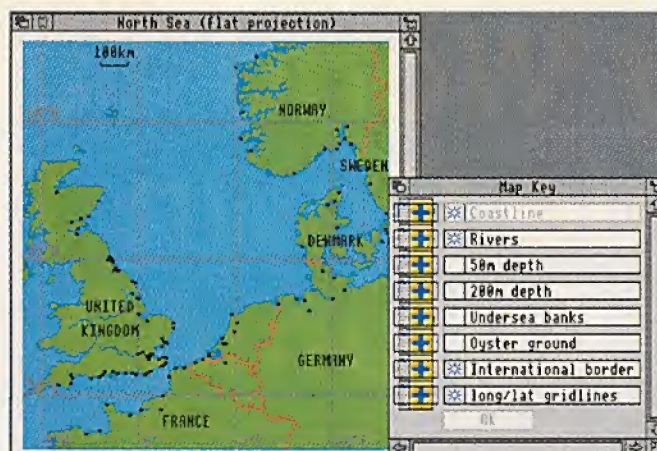 North Sea (flat projection)
100km
NORWAY
SWEDEN
DENMARK
UNITED
KINGDOM
GERMANY
FRANCE
Map Key
Coastline
Rivers
50m depth
200m depth
Undersea banks
Oyster ground
International border
long/lat gridlines
Ok